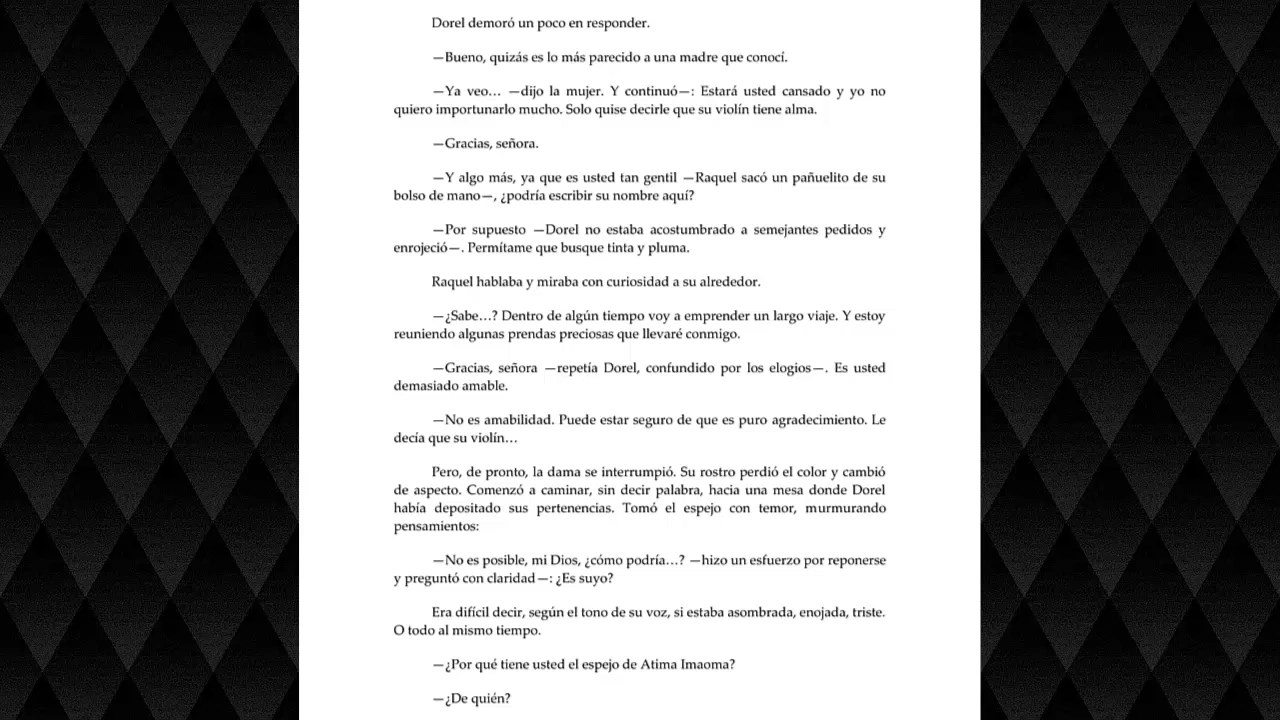 Dorel demoró un poco en responder.
—Bueno, quizás es lo más parecido a una madre que conocí.
—Ya veo… —dijo la mujer. Y continuó—: Estará usted cansado y yo no
quiero importunarlo mucho. Solo quise decirle que su violín tiene alma.
—Gracias, señora.
—Y algo más, ya que es usted tan gentil —Raquel sacó un pañuelito de su
bolso de mano—, ¿podría escribir su nombre aquí?
—Por supuesto —Dorel no estaba acostumbrado a semejantes pedidos y
enrojeció—. Permítame que busque tinta y pluma.
Raquel hablaba y miraba con curiosidad a su alrededor.
—¿Sabe…? Dentro de algún tiempo voy a emprender un largo viaje. Y estoy
reuniendo algunas prendas preciosas que llevaré conmigo.
—Gracias, señora —repetía Dorel, confundido por los elogios—. Es usted
demasiado amable.
—No es amabilidad. Puede estar seguro de que es puro agradecimiento. Le
decía que su violín…
Pero, de pronto, la dama se interrumpió. Su rostro perdió el color y cambió
de aspecto. Comenzó a caminar, sin decir palabra, hacia una mesa donde Dorel
había depositado sus pertenencias. Tomó el espejo con temor, murmurando
pensamientos:
—No es posible, mi Dios, ¿cómo podría…? —hizo un esfuerzo por reponerse
y preguntó con claridad—: ¿Es suyo?
Era difícil decir, según el tono de su voz, si estaba asombrada, enojada, triste.
O todo al mismo tiempo.
—¿Por qué tiene usted el espejo de Atima Imaoma?
—¿De quién?